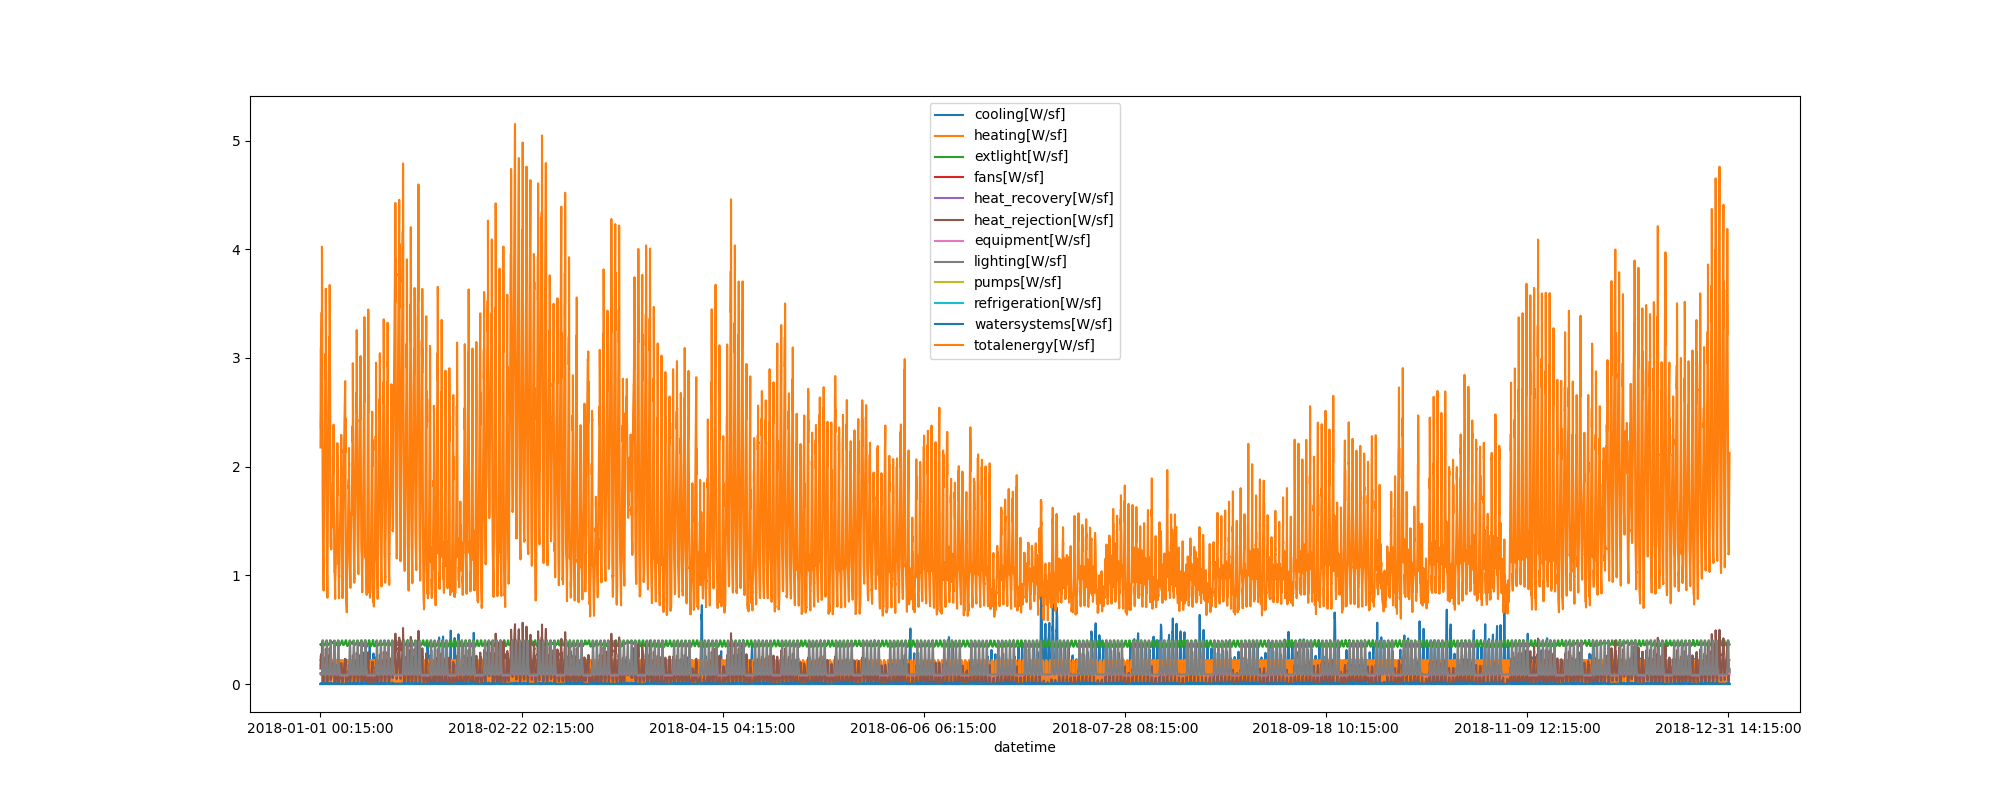 cooling[W/sf]
heating[W/sf]
extlight[W/sf]
fans[W/sf]
heat_recovery[W/sf]
heat_rejection[W/sf]
equipment[W/sf]
lighting[W/sf]
pumps[W/sf]
refrigeration[W/sf]
watersystems[W/sf]
totalenergy[W/sf]
5
4
3
2
1
0
2018-01-01 00:15:00 2018-02-22 02:15:00 2018-04-15 04:15:00 2018-06-06 06:15:00 2018-07-28 08:15:00 2018-09-18 10:15:00 2018-11-09 12:15:00 2018-12-31 14:15:00
datetime